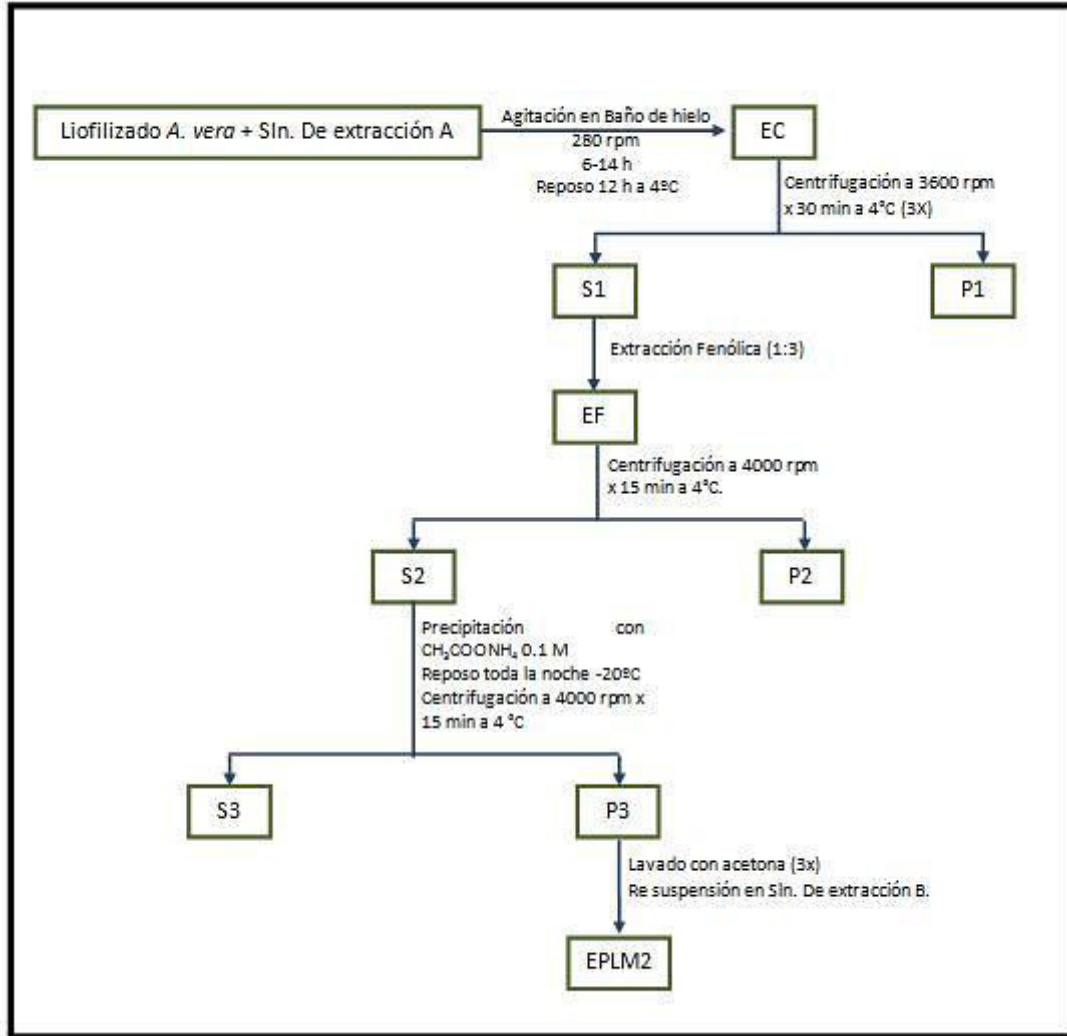 Liofilizado A. vera + Sln. De extracción A
Agitación en Baño de hielo
280 rpm
6-14 h
Reposo 12 h a 4ºC
EC
Centrifugación a 3600 rpm
x 30 min a 4°C (3X)
S1
P1
Extracción Fenólica (1:3)
EF
Centrifugación a 4000 rpm
x 15 min a 4°C.
S2
P2
Precipitación con
CH₃COONH₄ 0.1 M
Reposo toda la noche -20ºC
Centrifugación a 4000 rpm x
15 min a 4 °C
S3
P3
Lavado con acetona (3x)
Re suspensión en Sln. De extracción B.
EPLM2